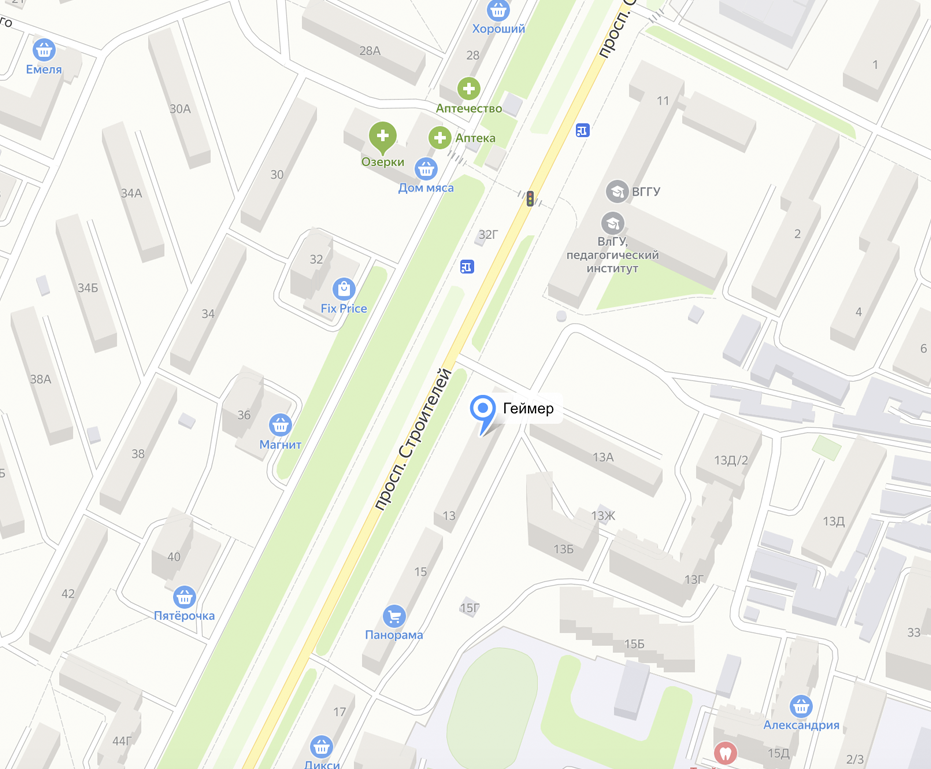 21
го
Хороший
просп. С
28А
28
Емеля
1
Аптечество
30А
11
Аптека
Озерки
30
Дом мяса
34А
ВГГУ
32Г
2
ВлГУ,
педагогический
институт
32
34Б
Fix Price
34
4
6
38А
просп. Строителей
Геймер
36
Магнит
38
13А
13Д/2
Б
13
13Ж
13Д
13Б
40
15
13Г
42
Пятёрочка
15Г
Панорама
33
15Б
17
Александрия
44Г
15Д
2/3
Дикси